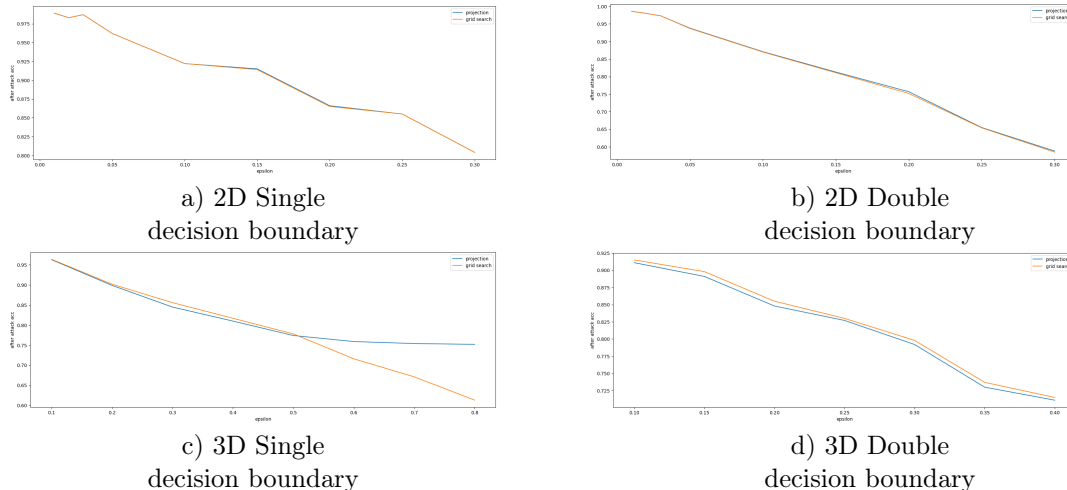 0.975
0.950
0.925
0.900
0.875
0.850
0.825
0.800
after attack acc
0.00 0.05 0.10 0.15 0.20 0.25 0.30
epsilon
projection
grid search
a) 2D Single
decision boundary
1.00
0.95
0.90
0.85
0.80
0.75
0.70
0.65
0.60
after attack acc
0.00 0.05 0.10 0.15 0.20 0.25 0.30
epsilon
projection
grid search
b) 2D Double
decision boundary
0.95
0.90
0.85
0.80
0.75
0.70
0.65
0.60
after attack acc
0.1 0.2 0.3 0.4 0.5 0.6 0.7 0.8
epsilon
projection
grid search
c) 3D Single
decision boundary
0.925
0.900
0.875
0.850
0.825
0.800
0.775
0.750
0.725
after attack acc
0.10 0.15 0.20 0.25 0.30 0.35 0.40
epsilon
projection
grid search
d) 3D Double
decision boundary